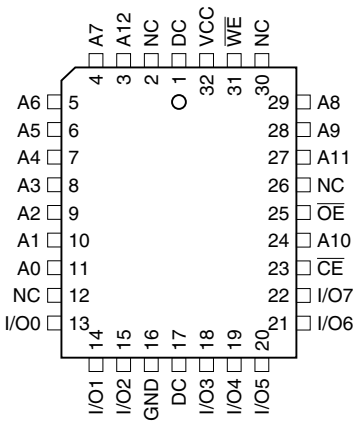 A7 A12 NC DC VCC W̅E̅ NC
4 3 2 1 32 31 30
A6 5 29 A8
A5 6 28 A9
A4 7 27 A11
A3 8 26 NC
A2 9 25 O̅E̅
A1 10 24 A10
A0 11 23 C̅E̅
NC 12 22 I/O7
I/O0 13 21 I/O6
14 15 16 17 18 19 20
I/O1 I/O2 GND DC I/O3 I/O4 I/O5